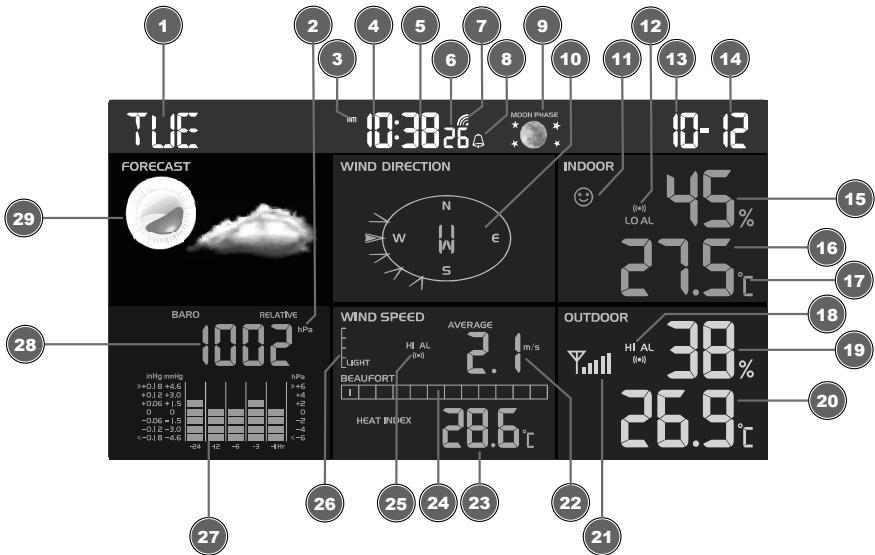 1
2
3
4
5
6
7
8
9
10
11
12
13
14
TUE
AM
10:38 26
MOON PHASE
10-12
FORECAST
29
WIND DIRECTION
N
W
E
S
W
INDOOR
LO AL
45%
15
27.5°C
16
17
BARO
RELATIVE
1002 hPa
28
WIND SPEED
LIGHT
HI AL
AVERAGE
2.1 m/s
BEAUFORT
1
HEAT INDEX
28.6°C
OUTDOOR
HI AL
38%
18
19
26.9°C
20
inHg mmHg hPa
≥+0.18 +4.6 ≥+6
+0.12 +3.0 +4
+0.06 +1.5 +2
0 0 0
-0.06 -1.5 -2
-0.12 -3.0 -4
≤-0.18 -4.6 ≤-6
-24 -12 -6 -3 -1Hr
27
26
25
24
23
22
21